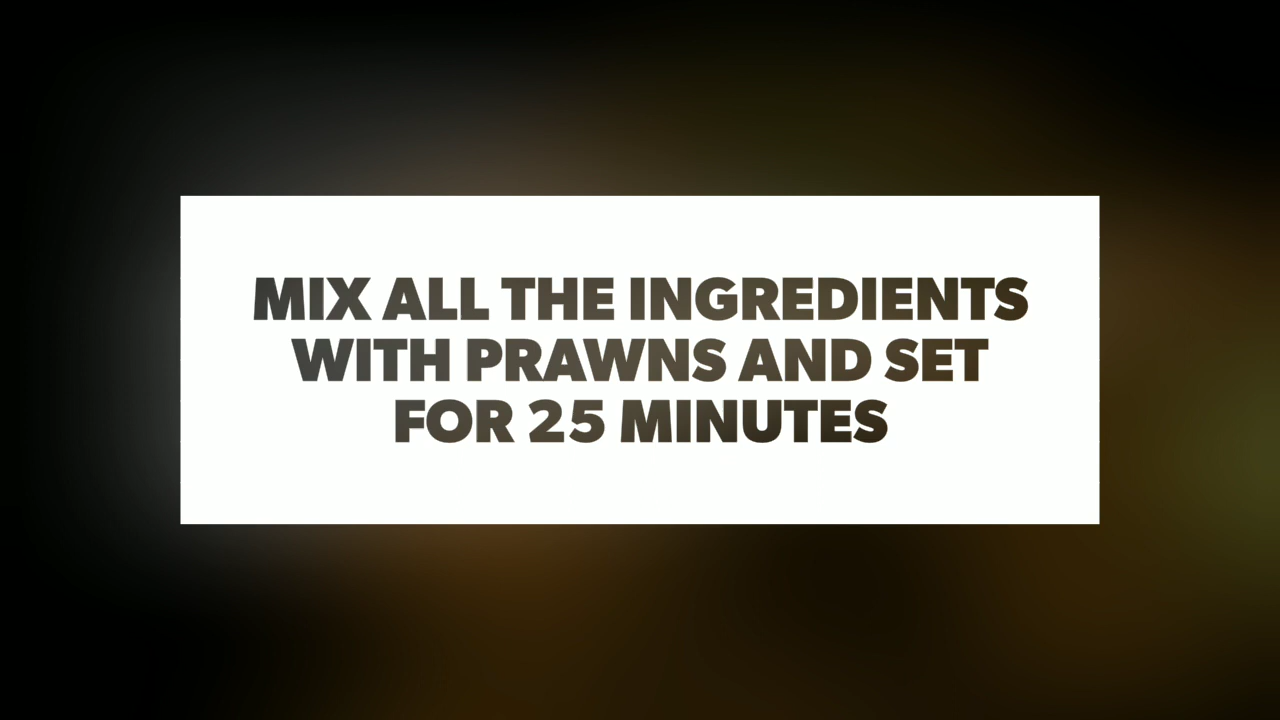 MIX ALL THE INGREDIENTS
WITH PRAWNS AND SET
FOR 25 MINUTES